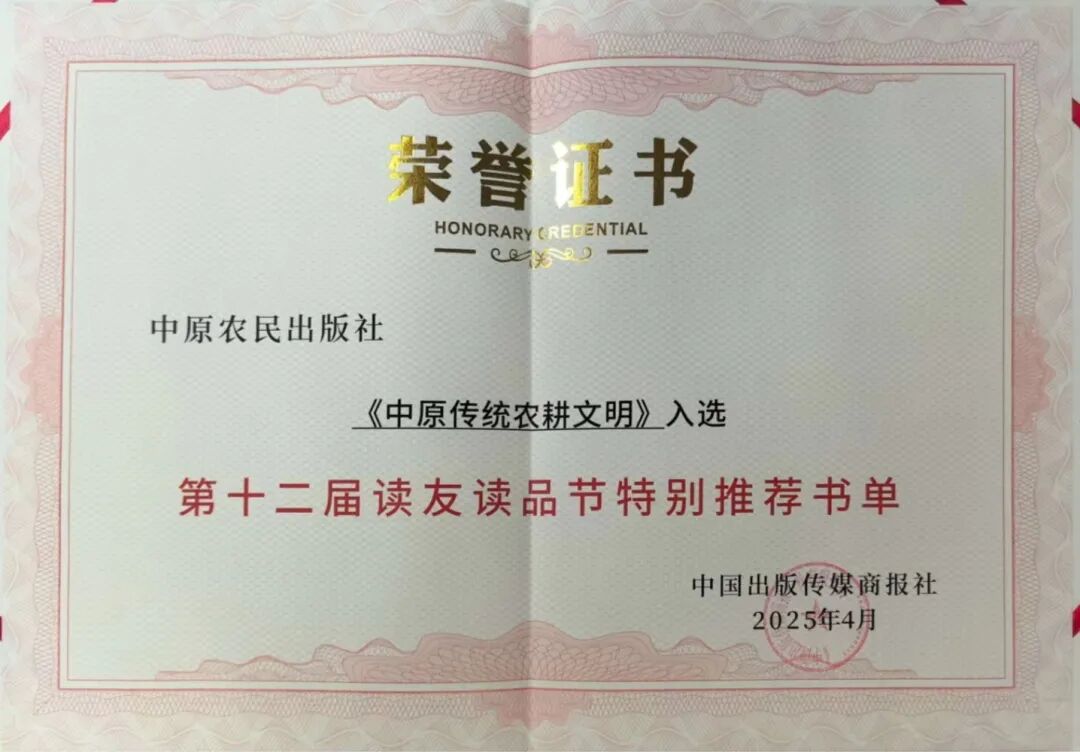 荣誉证书
HONORARY CREDENTIAL
中原农民出版社
《中原传统农耕文明》入选
第十二届读友读品节特别推荐书单
中国出版传媒商报社
2025年4月